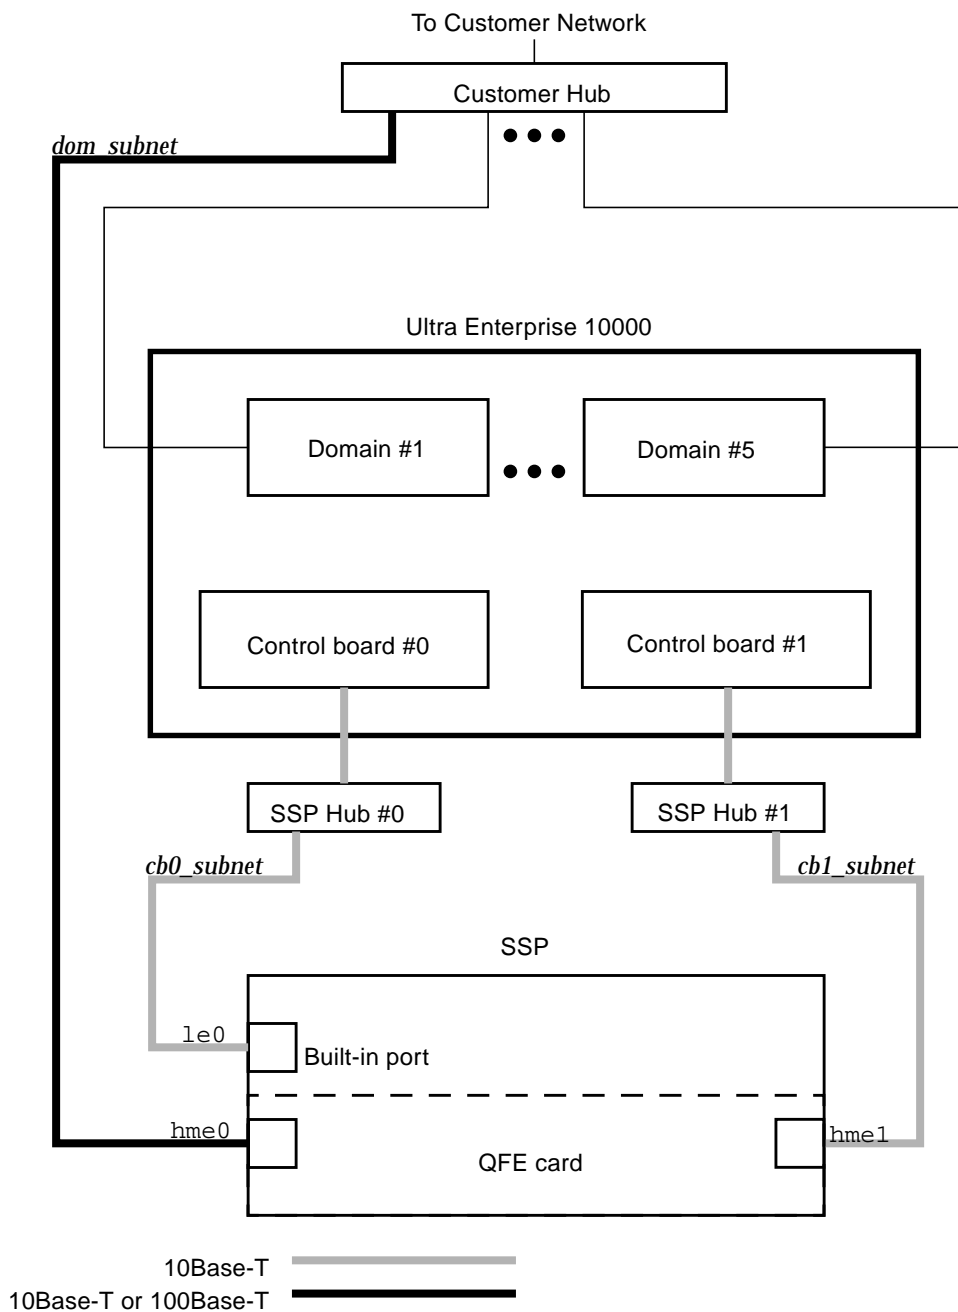 To Customer Network
Customer Hub
dom_subnet
Ultra Enterprise 10000
Domain #1
Domain #5
Control board #0
Control board #1
SSP Hub #0
SSP Hub #1
cb0_subnet
cb1_subnet
SSP
le0
Built-in port
hme0
hme1
QFE card
10Base-T
10Base-T or 100Base-T